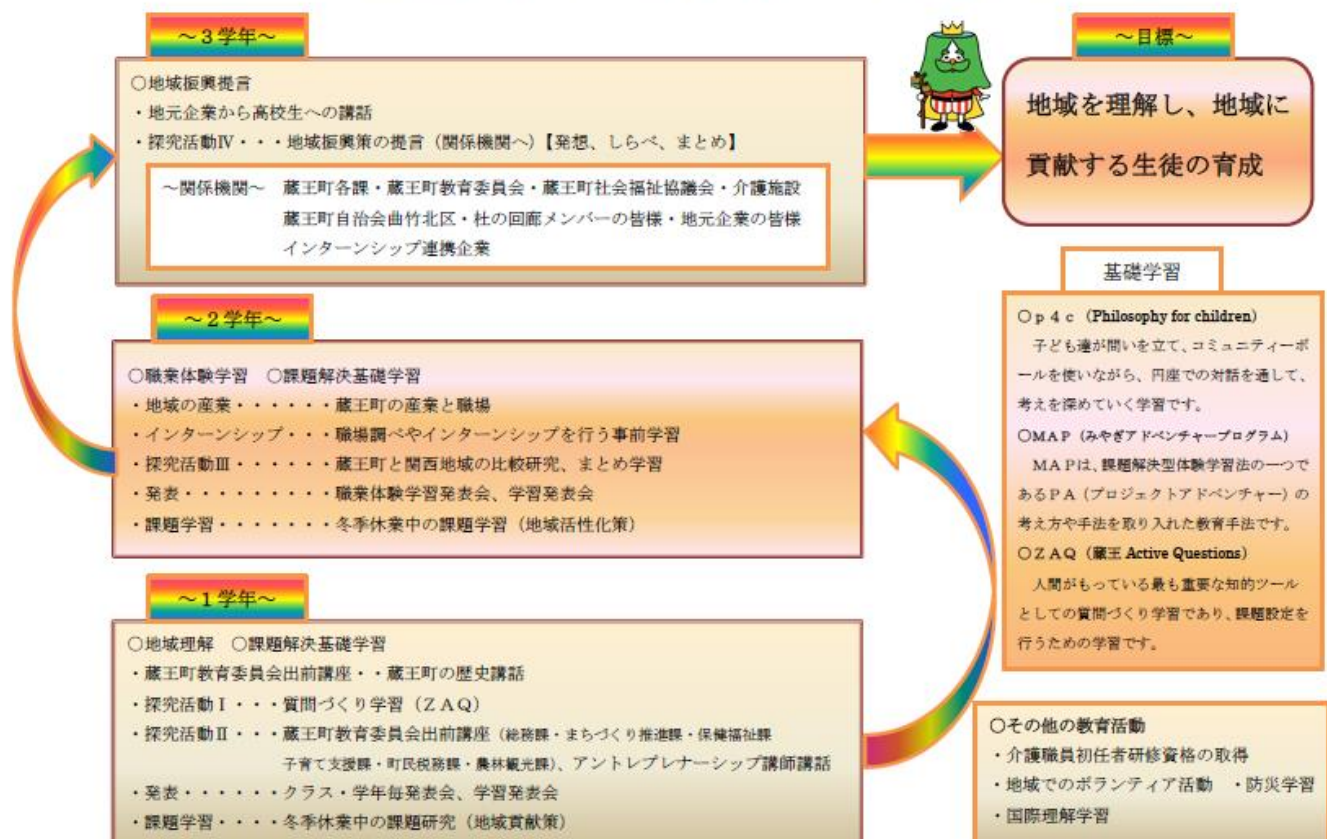 ～３学年～
○地域振興提言
・地元企業から高校生への講話
・探究活動Ⅳ・・・地域振興策の提言（関係機関へ）【発想、しらべ、まとめ】
～関係機関～　蔵王町各課・蔵王町教育委員会・蔵王町社会福祉協議会・介護施設
蔵王町自治会曲竹北区・杜の回廊メンバーの皆様・地元企業の皆様
インターンシップ連携企業
～目標～
地域を理解し、地域に
貢献する生徒の育成
～２学年～
○職業体験学習　○課題解決基礎学習
・地域の産業・・・・・・蔵王町の産業と職場
・インターンシップ・・・職場調べやインターンシップを行う事前学習
・探究活動Ⅲ・・・・・・蔵王町と関西地域の比較研究、まとめ学習
・発表・・・・・・・・・職業体験学習発表会、学習発表会
・課題学習・・・・・・・冬季休業中の課題学習（地域活性化策）
～１学年～
○地域理解　○課題解決基礎学習
・蔵王町教育委員会出前講座・・蔵王町の歴史講話
・探究活動Ⅰ・・・質問づくり学習（ＺＡＱ）
・探究活動Ⅱ・・・蔵王町教育委員会出前講座（総務課・まちづくり推進課・保健福祉課
子育て支援課・町民税務課・農林観光課）、アントレプレナーシップ講師講話
・発表・・・・・・クラス・学年毎発表会、学習発表会
・課題学習・・・・冬季休業中の課題研究（地域貢献策）
基礎学習
○ｐ４ｃ（Philosophy for children）
子ども達が問いを立て、コミュニティーボ
ールを使いながら、円座での対話を通して、
考えを深めていく学習です。
○ＭＡＰ（みやぎアドベンチャープログラム）
ＭＡＰは、課題解決型体験学習法の一つで
あるＰＡ（プロジェクトアドベンチャー）の
考え方や手法を取り入れた教育手法です。
○ＺＡＱ（蔵王 Active Questions）
人間がもっている最も重要な知的ツール
としての質問づくり学習であり、課題設定を
行うための学習です。
○その他の教育活動
・介護職員初任者研修資格の取得
・地域でのボランティア活動　・防災学習
・国際理解学習